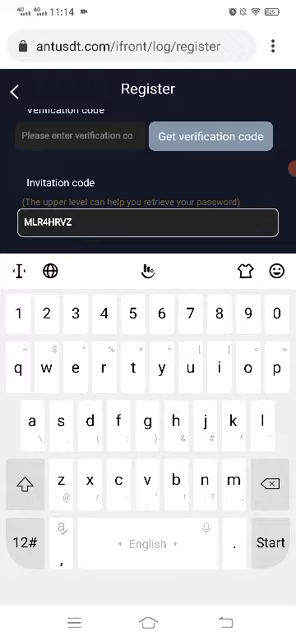 11:14
antusdt.com/ifront/log/register
Register
Verification code
Please enter verification co
Get verification code
Invitation code
(The upper level can help you retrieve your password)
MLR4HRVZ
1 2 3 4 5 6 7 8 9 0
q w e r t y u i o p
a s d f g h j k l
z x c v b n m
12# , English . Start